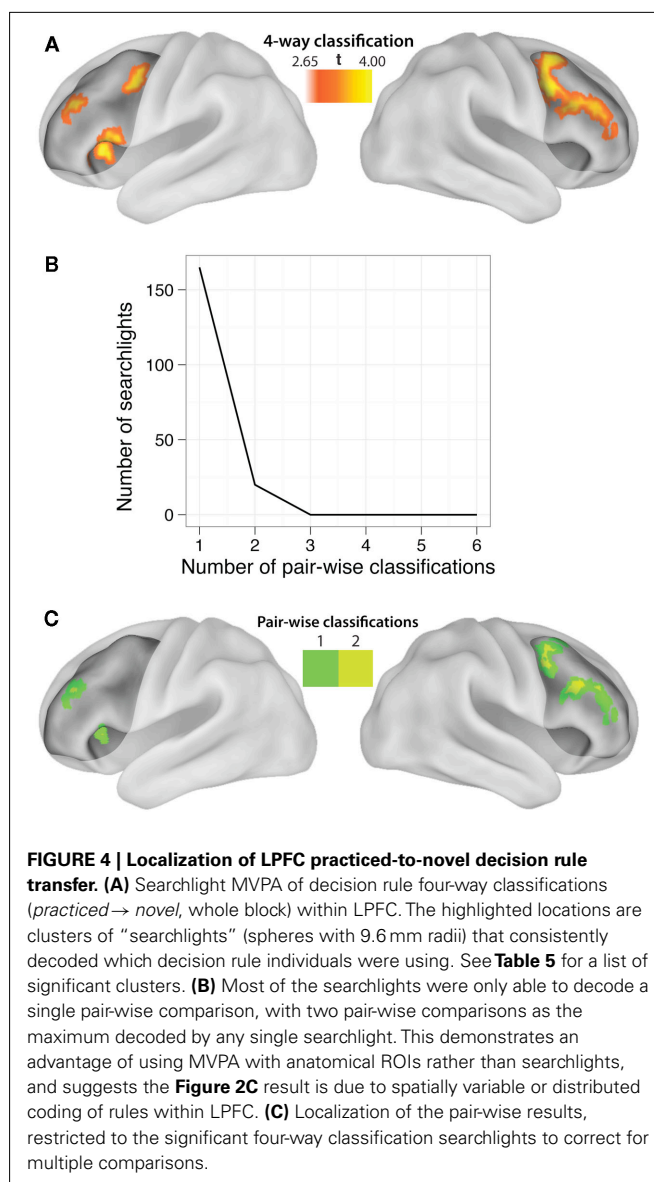 A
4-way classification
2.65 t 4.00
B
150
100
50
0
Number of searchlights
1 2 3 4 5 6
Number of pair-wise classifications
C
Pair-wise classifications
1 2
FIGURE 4 | Localization of LPFC practiced-to-novel decision rule
transfer. (A) Searchlight MVPA of decision rule four-way classifications
(practiced → novel, whole block) within LPFC. The highlighted locations are
clusters of “searchlights” (spheres with 9.6 mm radii) that consistently
decoded which decision rule individuals were using. See Table 5 for a list of
significant clusters. (B) Most of the searchlights were only able to decode a
single pair-wise comparison, with two pair-wise comparisons as the
maximum decoded by any single searchlight. This demonstrates an
advantage of using MVPA with anatomical ROIs rather than searchlights,
and suggests the Figure 2C result is due to spatially variable or distributed
coding of rules within LPFC. (C) Localization of the pair-wise results,
restricted to the significant four-way classification searchlights to correct for
multiple comparisons.